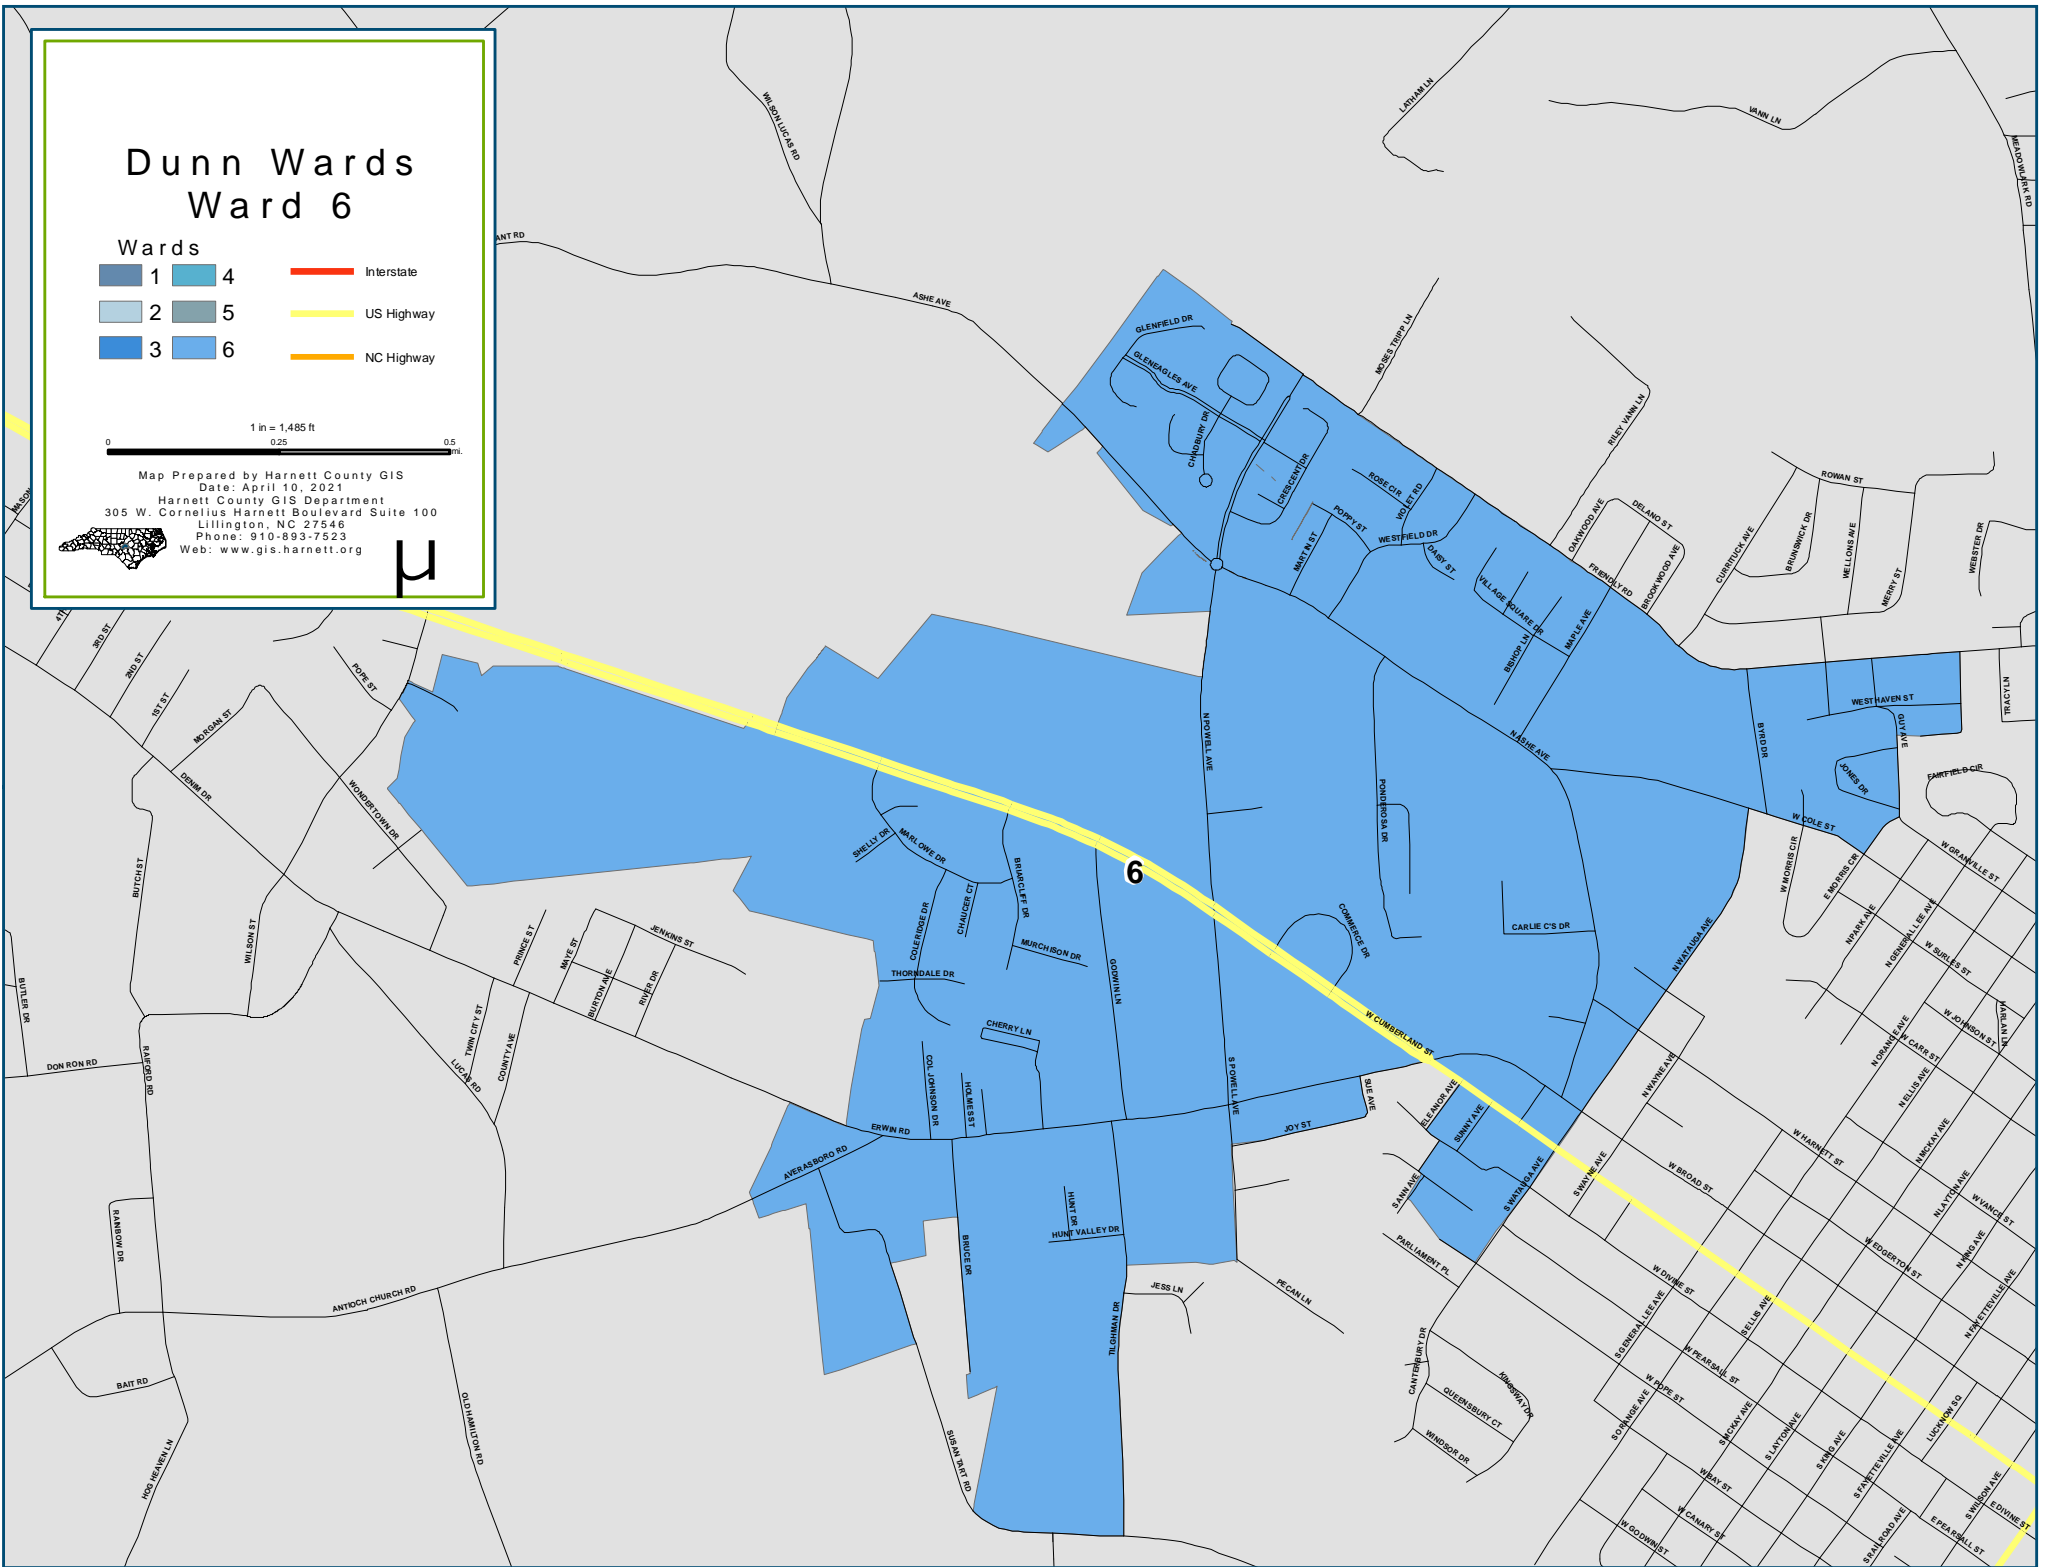 Dunn Wards
Ward 6
Wards
1
4
2
5
3
6
Interstate
US Highway
NC Highway
1 in = 1,485 ft
0
0.25
0.5
mi.
Map Prepared by Harnett County GIS
Date: April 10, 2021
Harnett County GIS Department
305 W. Cornelius Harnett Boulevard Suite 100
Lillington, NC 27546
Phone: 910-893-7523
Web: www.gis.harnett.org
µ
WILSON LUCAS RD
LATHAM LN
VANN LN
MEADOWLARK RD
ANT RD
ASHE AVE
GLENFIELD DR
GLENEAGLES AVE
CHADBURY DR
CRESCENT DR
MOSES TRIPP LN
RILEY VANN LN
ROSE CIR
VIOLET RD
POPPY ST
MARTIN ST
WESTFIELD DR
DAISY ST
VILLAGE SQUARE DR
BISHOP LN
MAPLE AVE
OAKWOOD AVE
DELANO ST
FRIENDLY RD
BROOKWOOD AVE
CURRITUCK AVE
ROWAN ST
BRUNSWICK DR
WELLONS AVE
MERRY ST
WEBSTER DR
TRACY LN
WESTHAVEN ST
GUY AVE
BYRD DR
JONES DR
FAIRFIELD CIR
W COLE ST
W MORRIS CIR
E MORRIS CIR
W GRANVILLE ST
N PARK AVE
N GENERAL LEE AVE
W SURLES ST
HARLAN LN
W JOHNSON ST
W CARR ST
N ORANGE AVE
N ELLIS AVE
N MCKAY AVE
N LAYTON AVE
W VANCE ST
N KING AVE
W EDGERTON ST
N FAYETTEVILLE AVE
W HARNETT ST
W BROAD ST
N WAYNE AVE
S WAYNE AVE
N WATAUGA AVE
S WATAUGA AVE
N ASHE AVE
N POWELL AVE
S POWELL AVE
PONDEROSA DR
CARLIE C'S DR
COMMERCE DR
W CUMBERLAND ST
6
MASON
4TH
3RD ST
2ND ST
1ST ST
POPE ST
MORGAN ST
DENIM DR
WONDERTOWN DR
BUTCH ST
WILSON ST
BUTLER DR
DON RON RD
RAIFORD RD
RAINBOW DR
BAIT RD
HOG HEAVEN LN
ANTIOCH CHURCH RD
OLD HAMILTON RD
LUCAS RD
TWIN CITY ST
COUNTY AVE
PRINCE ST
MAYE ST
BURTON AVE
RIVER DR
JENKINS ST
SHELLY DR
MARLOWE DR
BRIARCLIFF DR
CHAUCER CT
COLERIDGE DR
MURCHISON DR
THORNDALE DR
GODWIN LN
CHERRY LN
COL JOHNSON DR
HOLMES ST
ERWIN RD
AVERASBORO RD
BRUCE DR
HUNT DR
HUNT VALLEY DR
TILGHMAN DR
JESS LN
PECAN LN
SUSAN TART RD
JOY ST
SUE AVE
ELEANOR AVE
SUNNY AVE
S ANN AVE
PARLIAMENT PL
CANTERBURY DR
KINGSWAY DR
QUEENSBURY CT
WINDSOR DR
W DIVINE ST
S GENERAL LEE AVE
S ELLIS AVE
W PEARSALL ST
W POPE ST
S ORANGE AVE
S MCKAY AVE
S LAYTON AVE
S KING AVE
S FAYETTEVILLE AVE
LUCKNOW SQ
W BAY ST
W CANARY ST
W GODWIN ST
S RAILROAD AVE
S WILSON AVE
E DIVINE ST
E PEARSALL ST